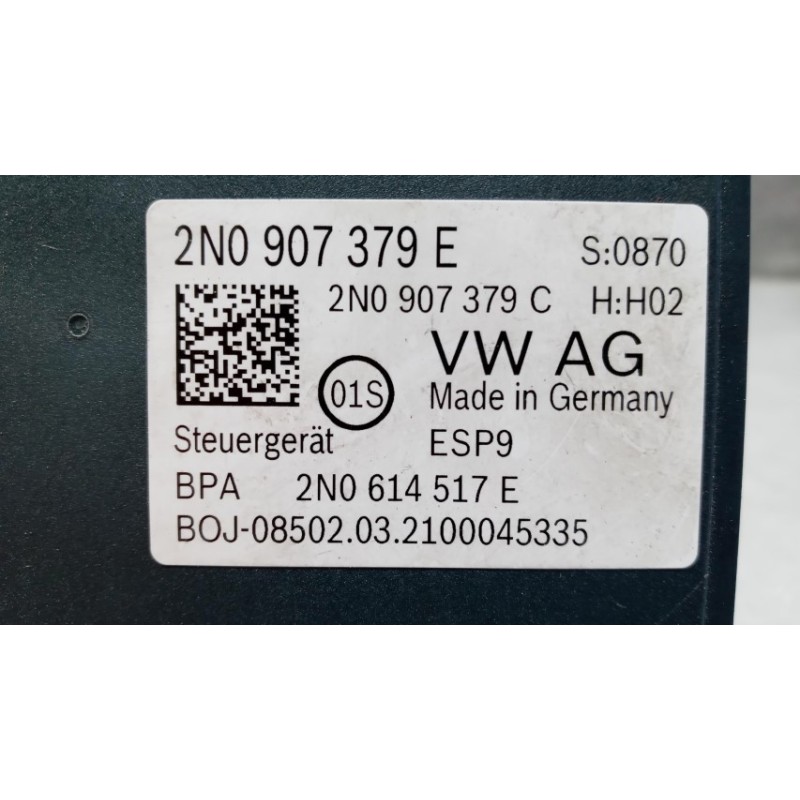 2N0 907 379 E S:0870
2N0 907 379 C H:H02
VW AG
01S Made in Germany
Steuergerät ESP9
BPA 2N0 614 517 E
BOJ-08502.03.2100045335